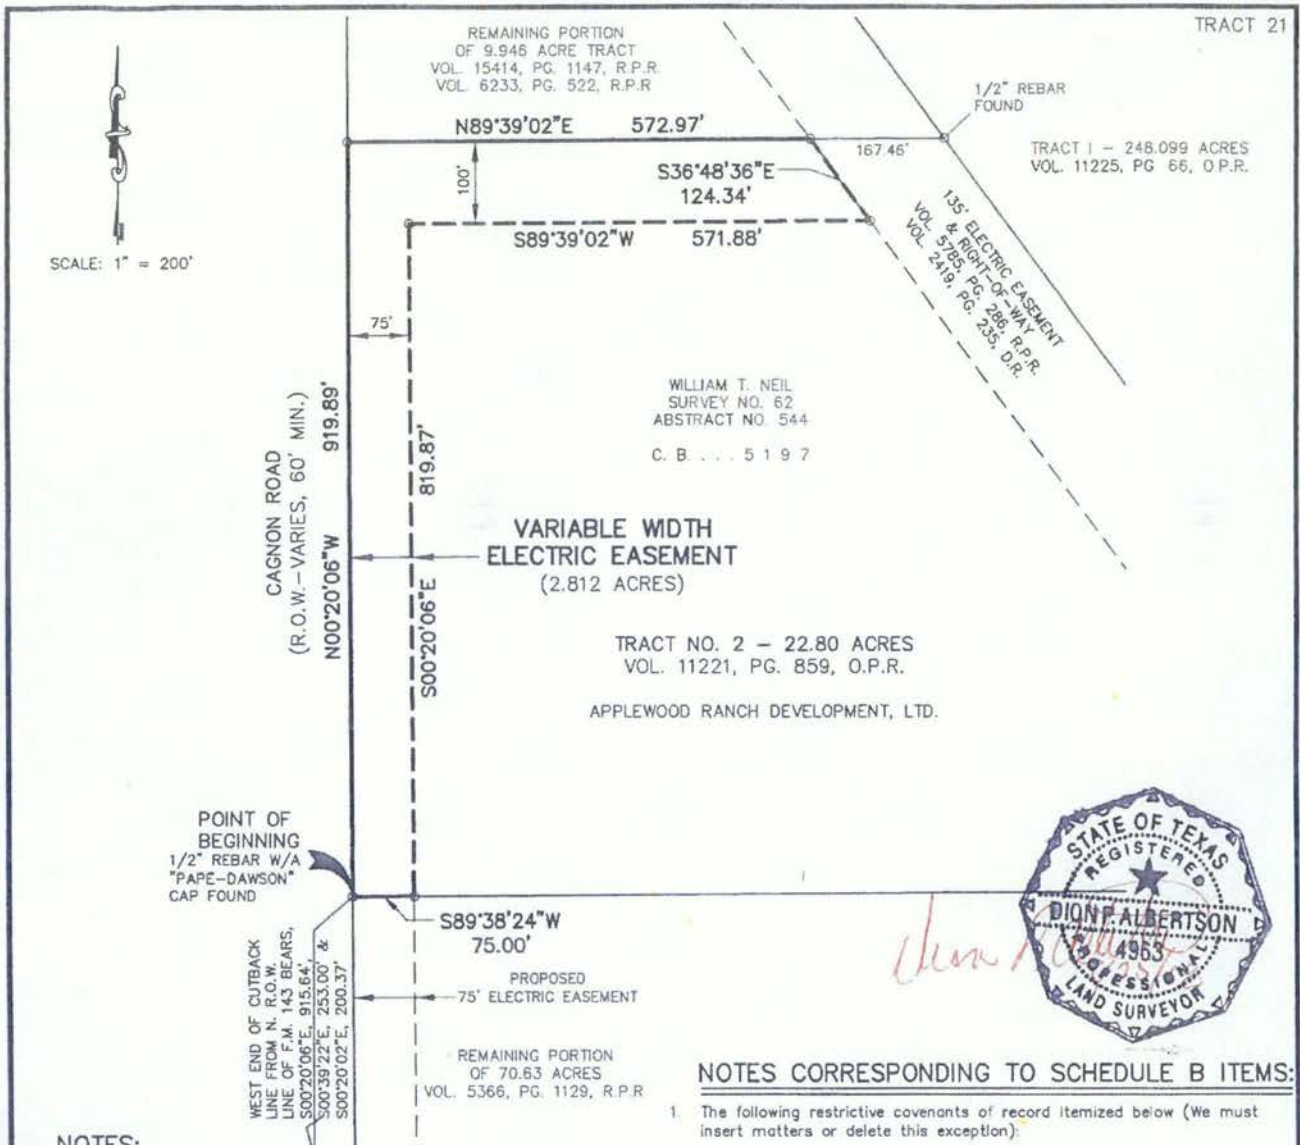 TRACT 21
REMAINING PORTION
OF 9.946 ACRE TRACT
VOL. 15414, PG. 1147, R.P.R.
VOL. 6233, PG. 522, R.P.R
1/2" REBAR
FOUND
N89°39'02"E 572.97'
167.46'
TRACT I - 248.099 ACRES
VOL. 11225, PG 66, O.P.R.
100'
S36°48'36"E
124.34'
S89°39'02"W 571.88'
135' ELECTRIC EASEMENT
& RIGHT-OF-WAY
VOL. 5785, PG. 286, R.P.R.
VOL. 2419, PG. 235, D.R.
SCALE: 1" = 200'
75'
WILLIAM T. NEIL
SURVEY NO. 62
ABSTRACT NO. 544
C. B. . . . 5 1 9 7
CAGNON ROAD
(R.O.W.-VARIES, 60' MIN.)
N00°20'06"W 919.89'
S00°20'06"E 819.87'
VARIABLE WIDTH
ELECTRIC EASEMENT
(2.812 ACRES)
TRACT NO. 2 - 22.80 ACRES
VOL. 11221, PG. 859, O.P.R.
APPLEWOOD RANCH DEVELOPMENT, LTD.
POINT OF
BEGINNING
1/2" REBAR W/A
"PAPE-DAWSON"
CAP FOUND
S89°38'24"W
75.00'
STATE OF TEXAS
REGISTERED
DION P. ALBERTSON
4963
PROFESSIONAL
LAND SURVEYOR
WEST END OF CUTBACK
LINE FROM N. R.O.W.
LINE OF F.M. 143 BEARS,
S00°20'06"E, 915.64',
S00°39'22"E, 253.00' &
S00°20'02"E, 200.37'
PROPOSED
75' ELECTRIC EASEMENT
REMAINING PORTION
OF 70.63 ACRES
VOL. 5366, PG. 1129, R.P.R
NOTES CORRESPONDING TO SCHEDULE B ITEMS:
1. The following restrictive covenants of record itemized below (We must
insert matters or delete this exception):
NOTES: